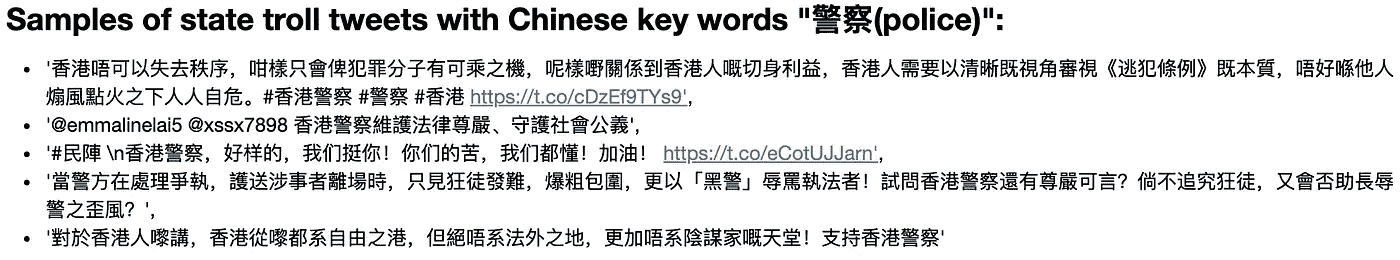 Samples of state troll tweets with Chinese key words "警察(police)":
• '香港唔可以失去秩序，咁樣只會俾犯罪分子有可乘之機，呢樣嘢關係到香港人嘅切身利益，香港人需要以清晰既視角審視《逃犯條例》既本質，唔好喺他人
煽風點火之下人人自危。#香港警察 #警察 #香港 https://t.co/cDzEf9TYs9',
• '@emmalinelai5 @xssx7898 香港警察維護法律尊嚴、守護社會公義',
• '#民陣 \n香港警察，好样的，我们挺你！你们的苦，我们都懂！加油！ https://t.co/eCotUJJarn',
• '當警方在處理爭執，護送涉事者離場時，只見狂徒發難，爆粗包圍，更以「黑警」辱罵執法者！試問香港警察還有尊嚴可言？倘不追究狂徒，又會否助長辱
警之歪風？',
• '對於香港人嚟講，香港從嚟都系自由之港，但絕唔系法外之地，更加唔系陰謀家嘅天堂！支持香港警察'